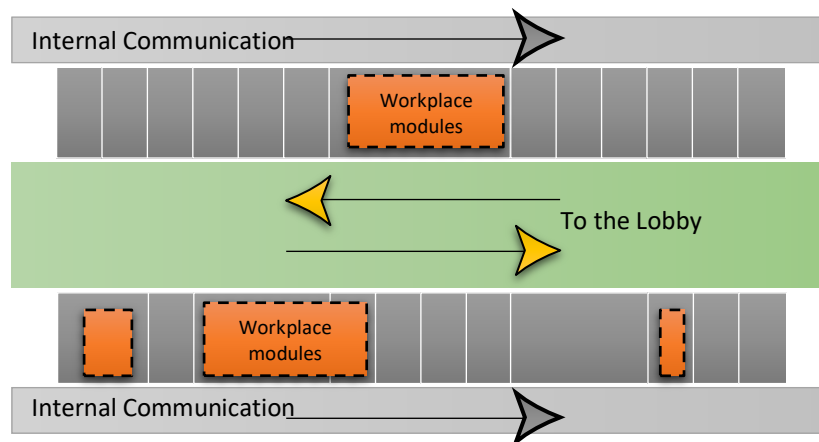 Internal Communication
Workplace
modules
To the Lobby
Workplace
modules
Internal Communication